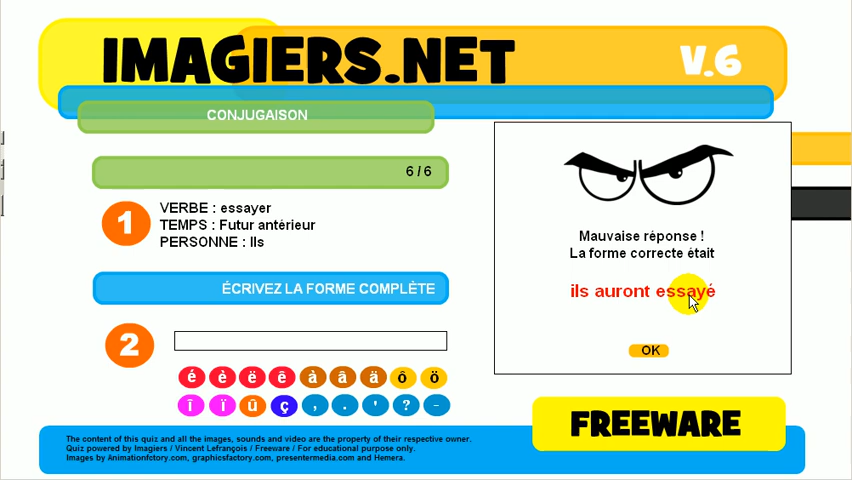 IMAGIERS.NET
V.6
CONJUGAISON
6 / 6
1
VERBE : essayer
TEMPS : Futur antérieur
PERSONNE : Ils
ÉCRIVEZ LA FORME COMPLÈTE
2
é è ë ê à â ä ô ö
î ï û ç , . ' ? -
Mauvaise réponse !
La forme correcte était
ils auront essayé
OK
FREEWARE
The content of this quiz and all the images, sounds and video are the property of their respective owner.
Quiz powered by Imagiers / Vincent Lefrançois / Freeware / For educational purpose only.
Images by Animationfctory.com, graphicsfactory.com, presentermedia.com and Hemera.